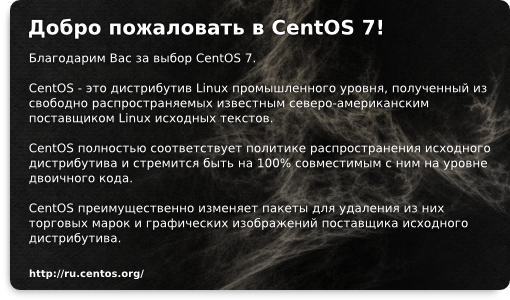 Добро пожаловать в CentOS 7!
Благодарим Вас за выбор CentOS 7.
CentOS - это дистрибутив Linux промышленного уровня, полученный из
свободно распространяемых известным северо-американским
поставщиком Linux исходных текстов.
CentOS полностью соответствует политике распространения исходного
дистрибутива и стремится быть на 100% совместимым с ним на уровне
двоичного кода.
CentOS преимущественно изменяет пакеты для удаления из них
торговых марок и графических изображений поставщика исходного
дистрибутива.
http://ru.centos.org/